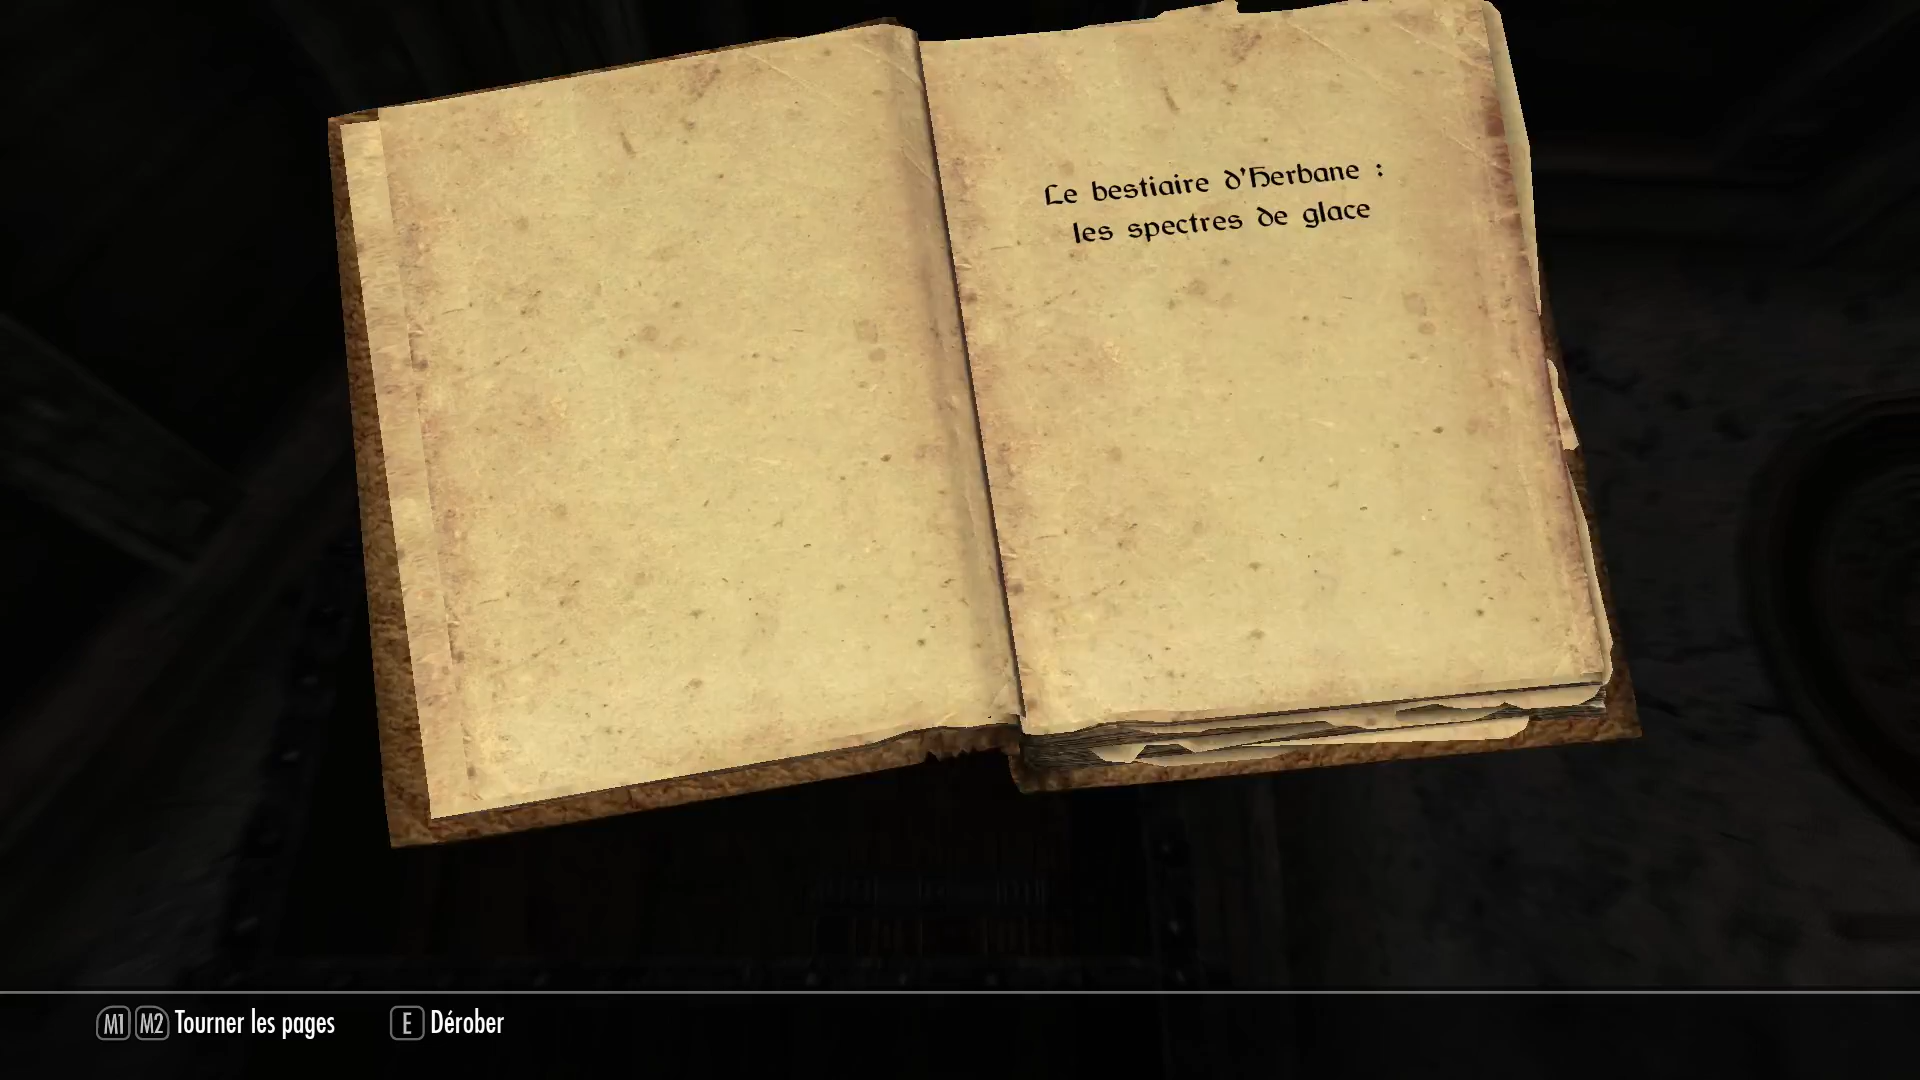 Le bestiaire d'Herbane :
les spectres de glace
M1 M2 Tourner les pages E Dérober